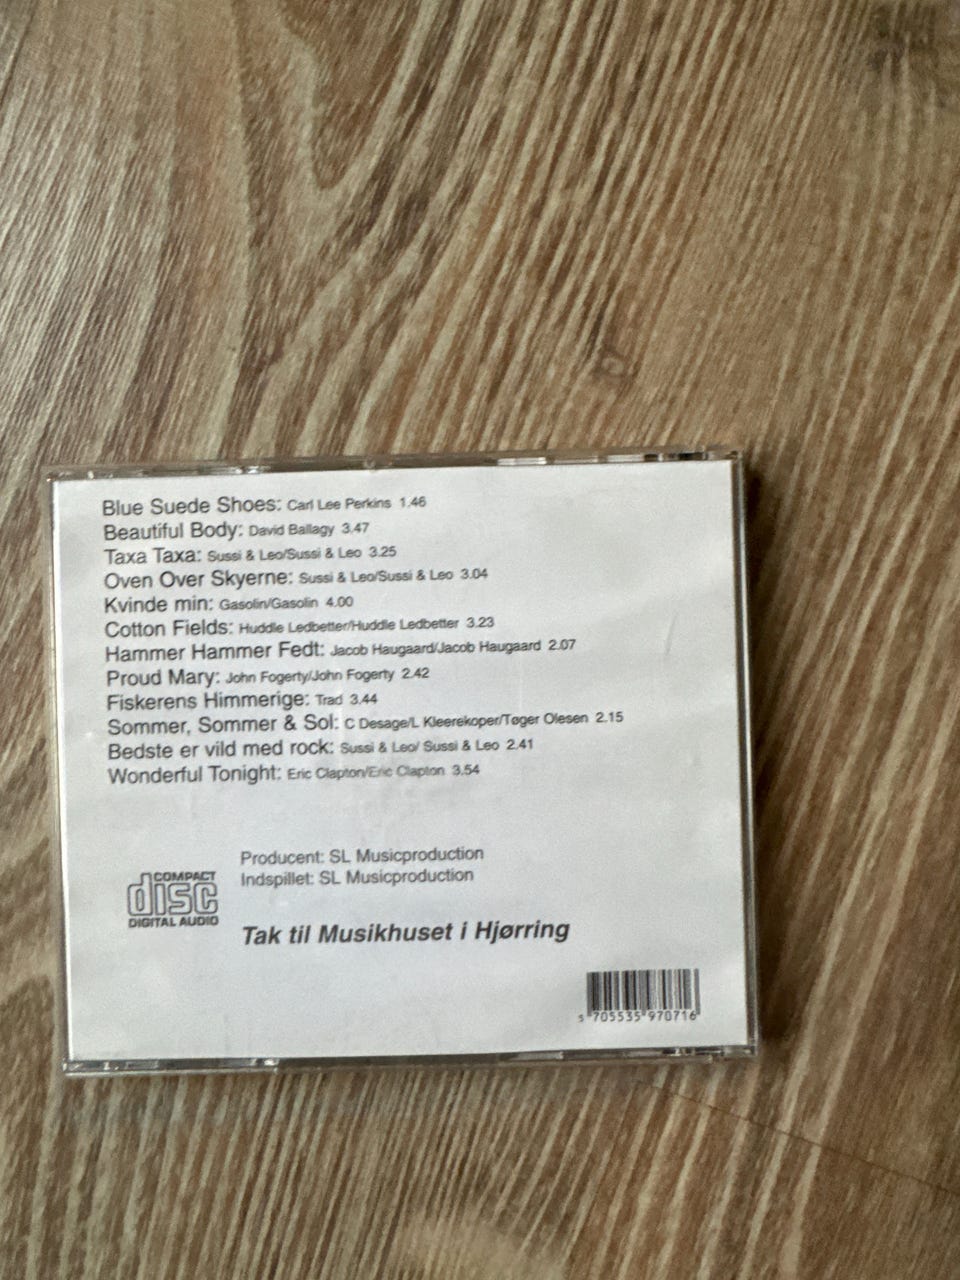 Blue Suede Shoes: Carl Lee Perkins 1.46
Beautiful Body: David Ballagy 3.47
Taxa Taxa: Sussi & Leo/Sussi & Leo 3.25
Oven Over Skyerne: Sussi & Leo/Sussi & Leo 3.04
Kvinde min: Gasolin/Gasolin 4.00
Cotton Fields: Huddle Ledbetter/Huddle Ledbetter 3.23
Hammer Hammer Fedt: Jacob Haugaard/Jacob Haugaard 2.07
Proud Mary: John Fogerty/John Fogerty 2.42
Fiskerens Himmerige: Trad 3.44
Sommer, Sommer & Sol: C Desage/L Kleerekoper/Tøger Olesen 2.15
Bedste er vild med rock: Sussi & Leo/ Sussi & Leo 2.41
Wonderful Tonight: Eric Clapton/Eric Clapton 3.54
Producent: SL Musicproduction
Indspillet: SL Musicproduction
COMPACT
disc
DIGITAL AUDIO
Tak til Musikhuset i Hjørring
5 705535 970716